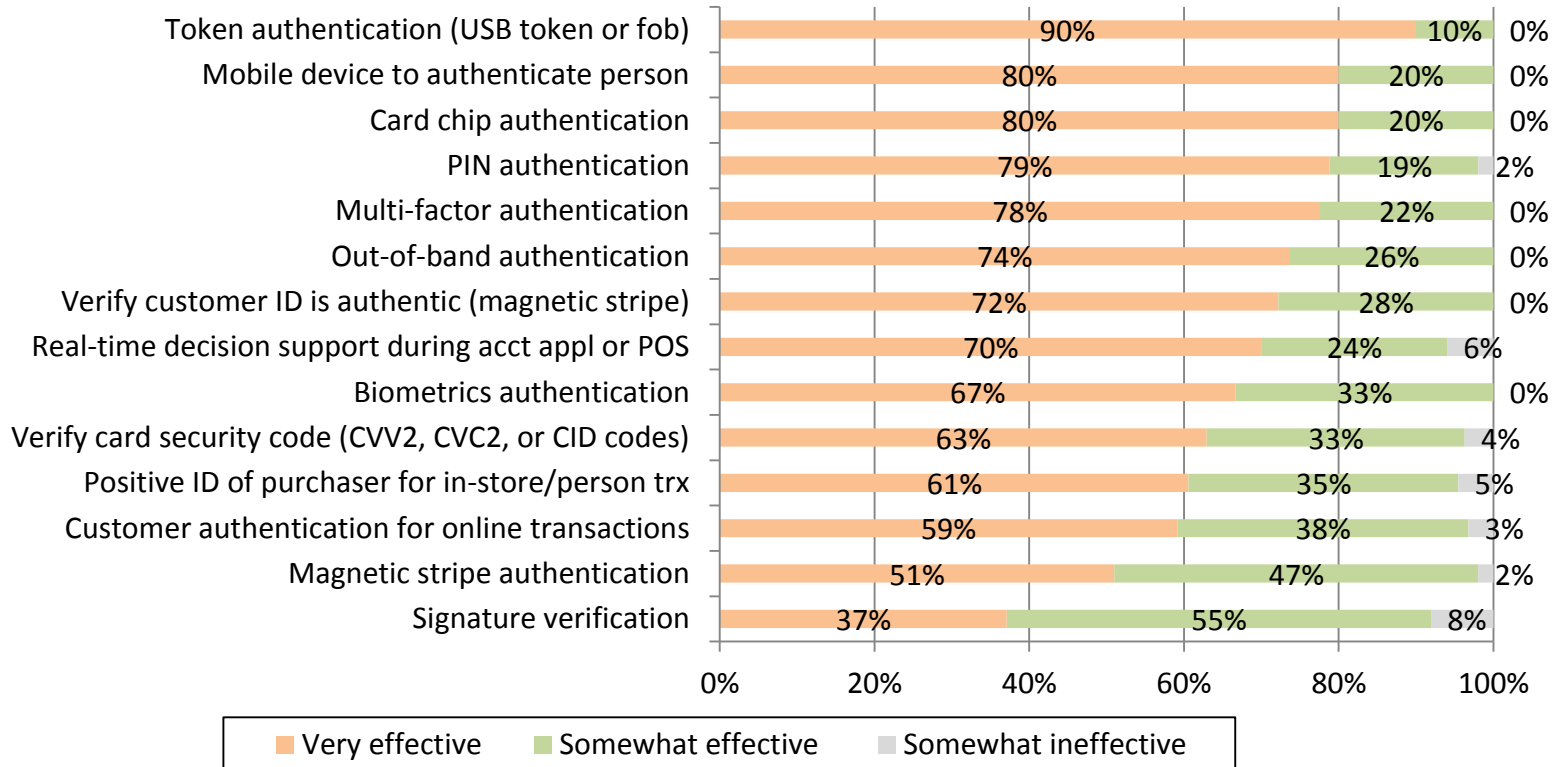 Token authentication (USB token or fob) 90% 10% 0%
Mobile device to authenticate person 80% 20% 0%
Card chip authentication 80% 20% 0%
PIN authentication 79% 19% 2%
Multi-factor authentication 78% 22% 0%
Out-of-band authentication 74% 26% 0%
Verify customer ID is authentic (magnetic stripe) 72% 28% 0%
Real-time decision support during acct appl or POS 70% 24% 6%
Biometrics authentication 67% 33% 0%
Verify card security code (CVV2, CVC2, or CID codes) 63% 33% 4%
Positive ID of purchaser for in-store/person trx 61% 35% 5%
Customer authentication for online transactions 59% 38% 3%
Magnetic stripe authentication 51% 47% 2%
Signature verification 37% 55% 8%
0% 20% 40% 60% 80% 100%
Very effective Somewhat effective Somewhat ineffective